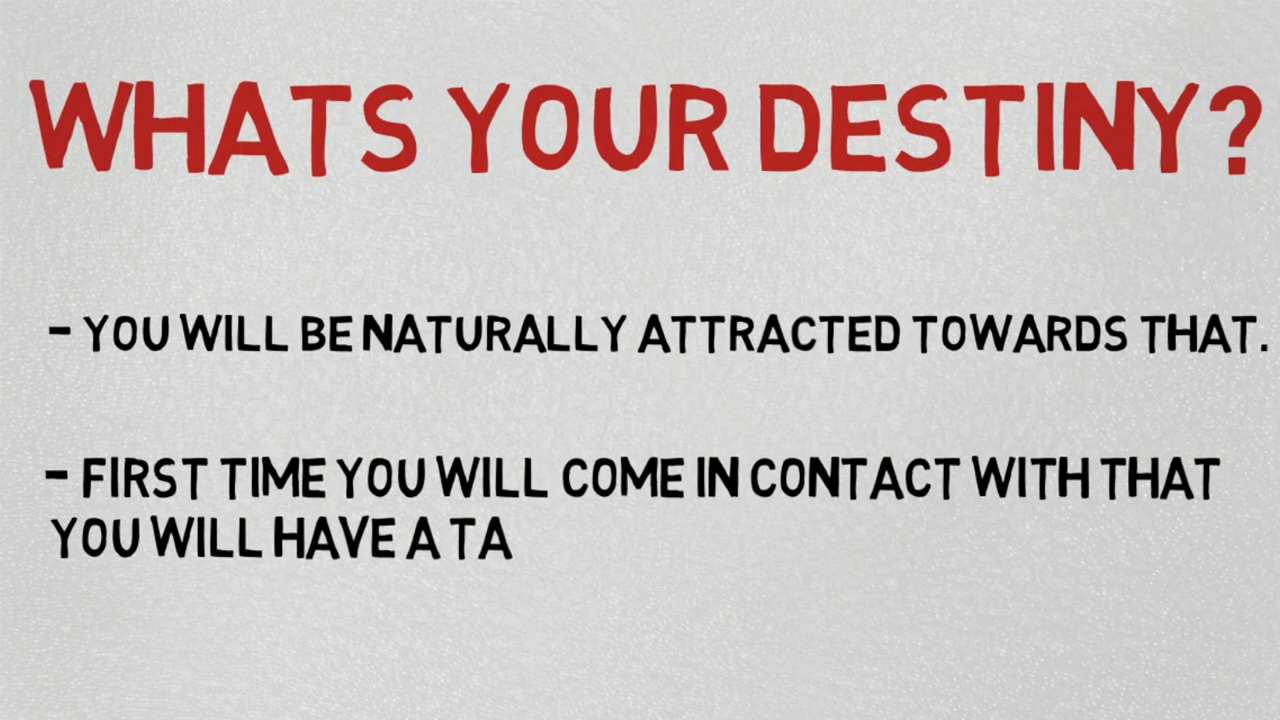 WHATS YOUR DESTINY?
- YOU WILL BE NATURALLY ATTRACTED TOWARDS THAT.
- FIRST TIME YOU WILL COME IN CONTACT WITH THAT
YOU WILL HAVE A TA